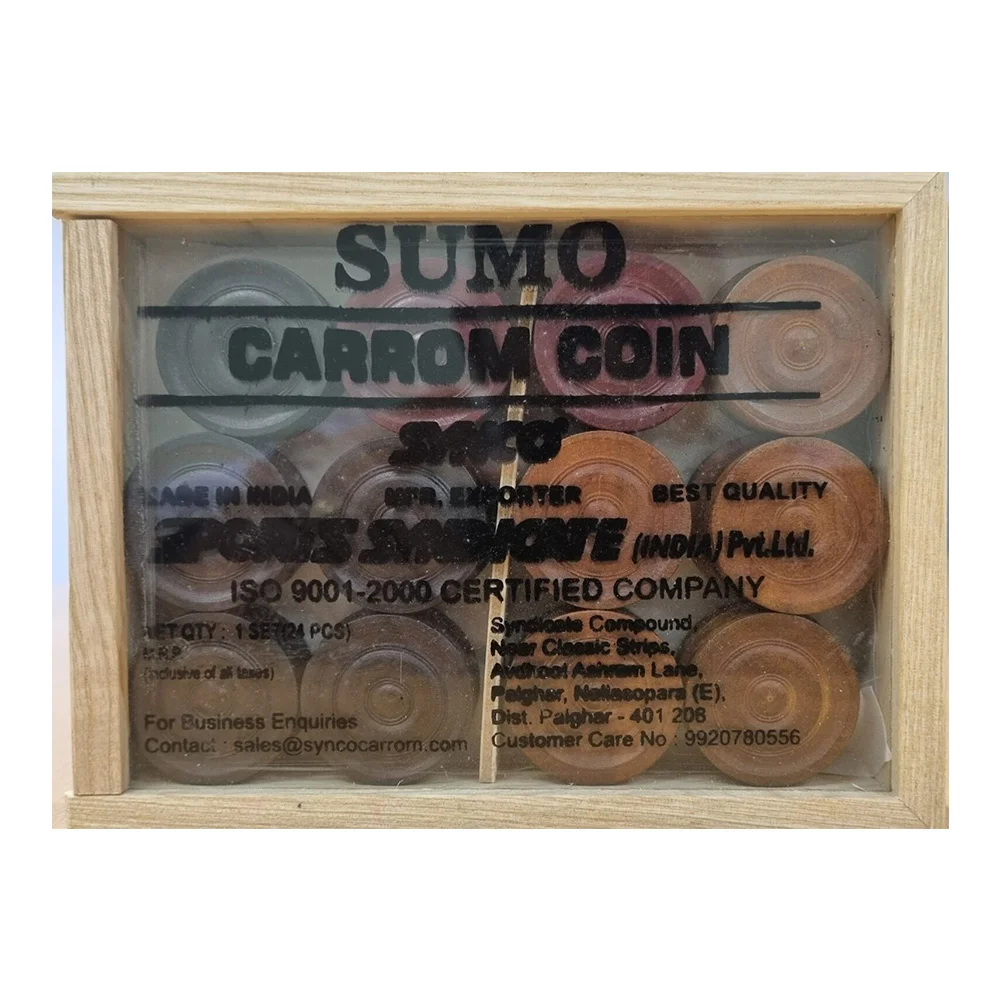 SUMO
CARROM COIN
SYNCO
MADE IN INDIA MFR. EXPORTER BEST QUALITY
SPORTS SYNDICATE (INDIA) Pvt.Ltd.
ISO 9001-2000 CERTIFIED COMPANY
NET QTY : 1 SET(24 PCS)
M.R.P
(inclusive of all taxes)
For Business Enquiries
Contact : sales@syncocarrom.com
Syndicate Compound,
Near Classic Strips,
Avdhoot Ashram Lane,
Palghar, Nallasopara (E),
Dist. Palghar - 401 208
Customer Care No : 9920780556